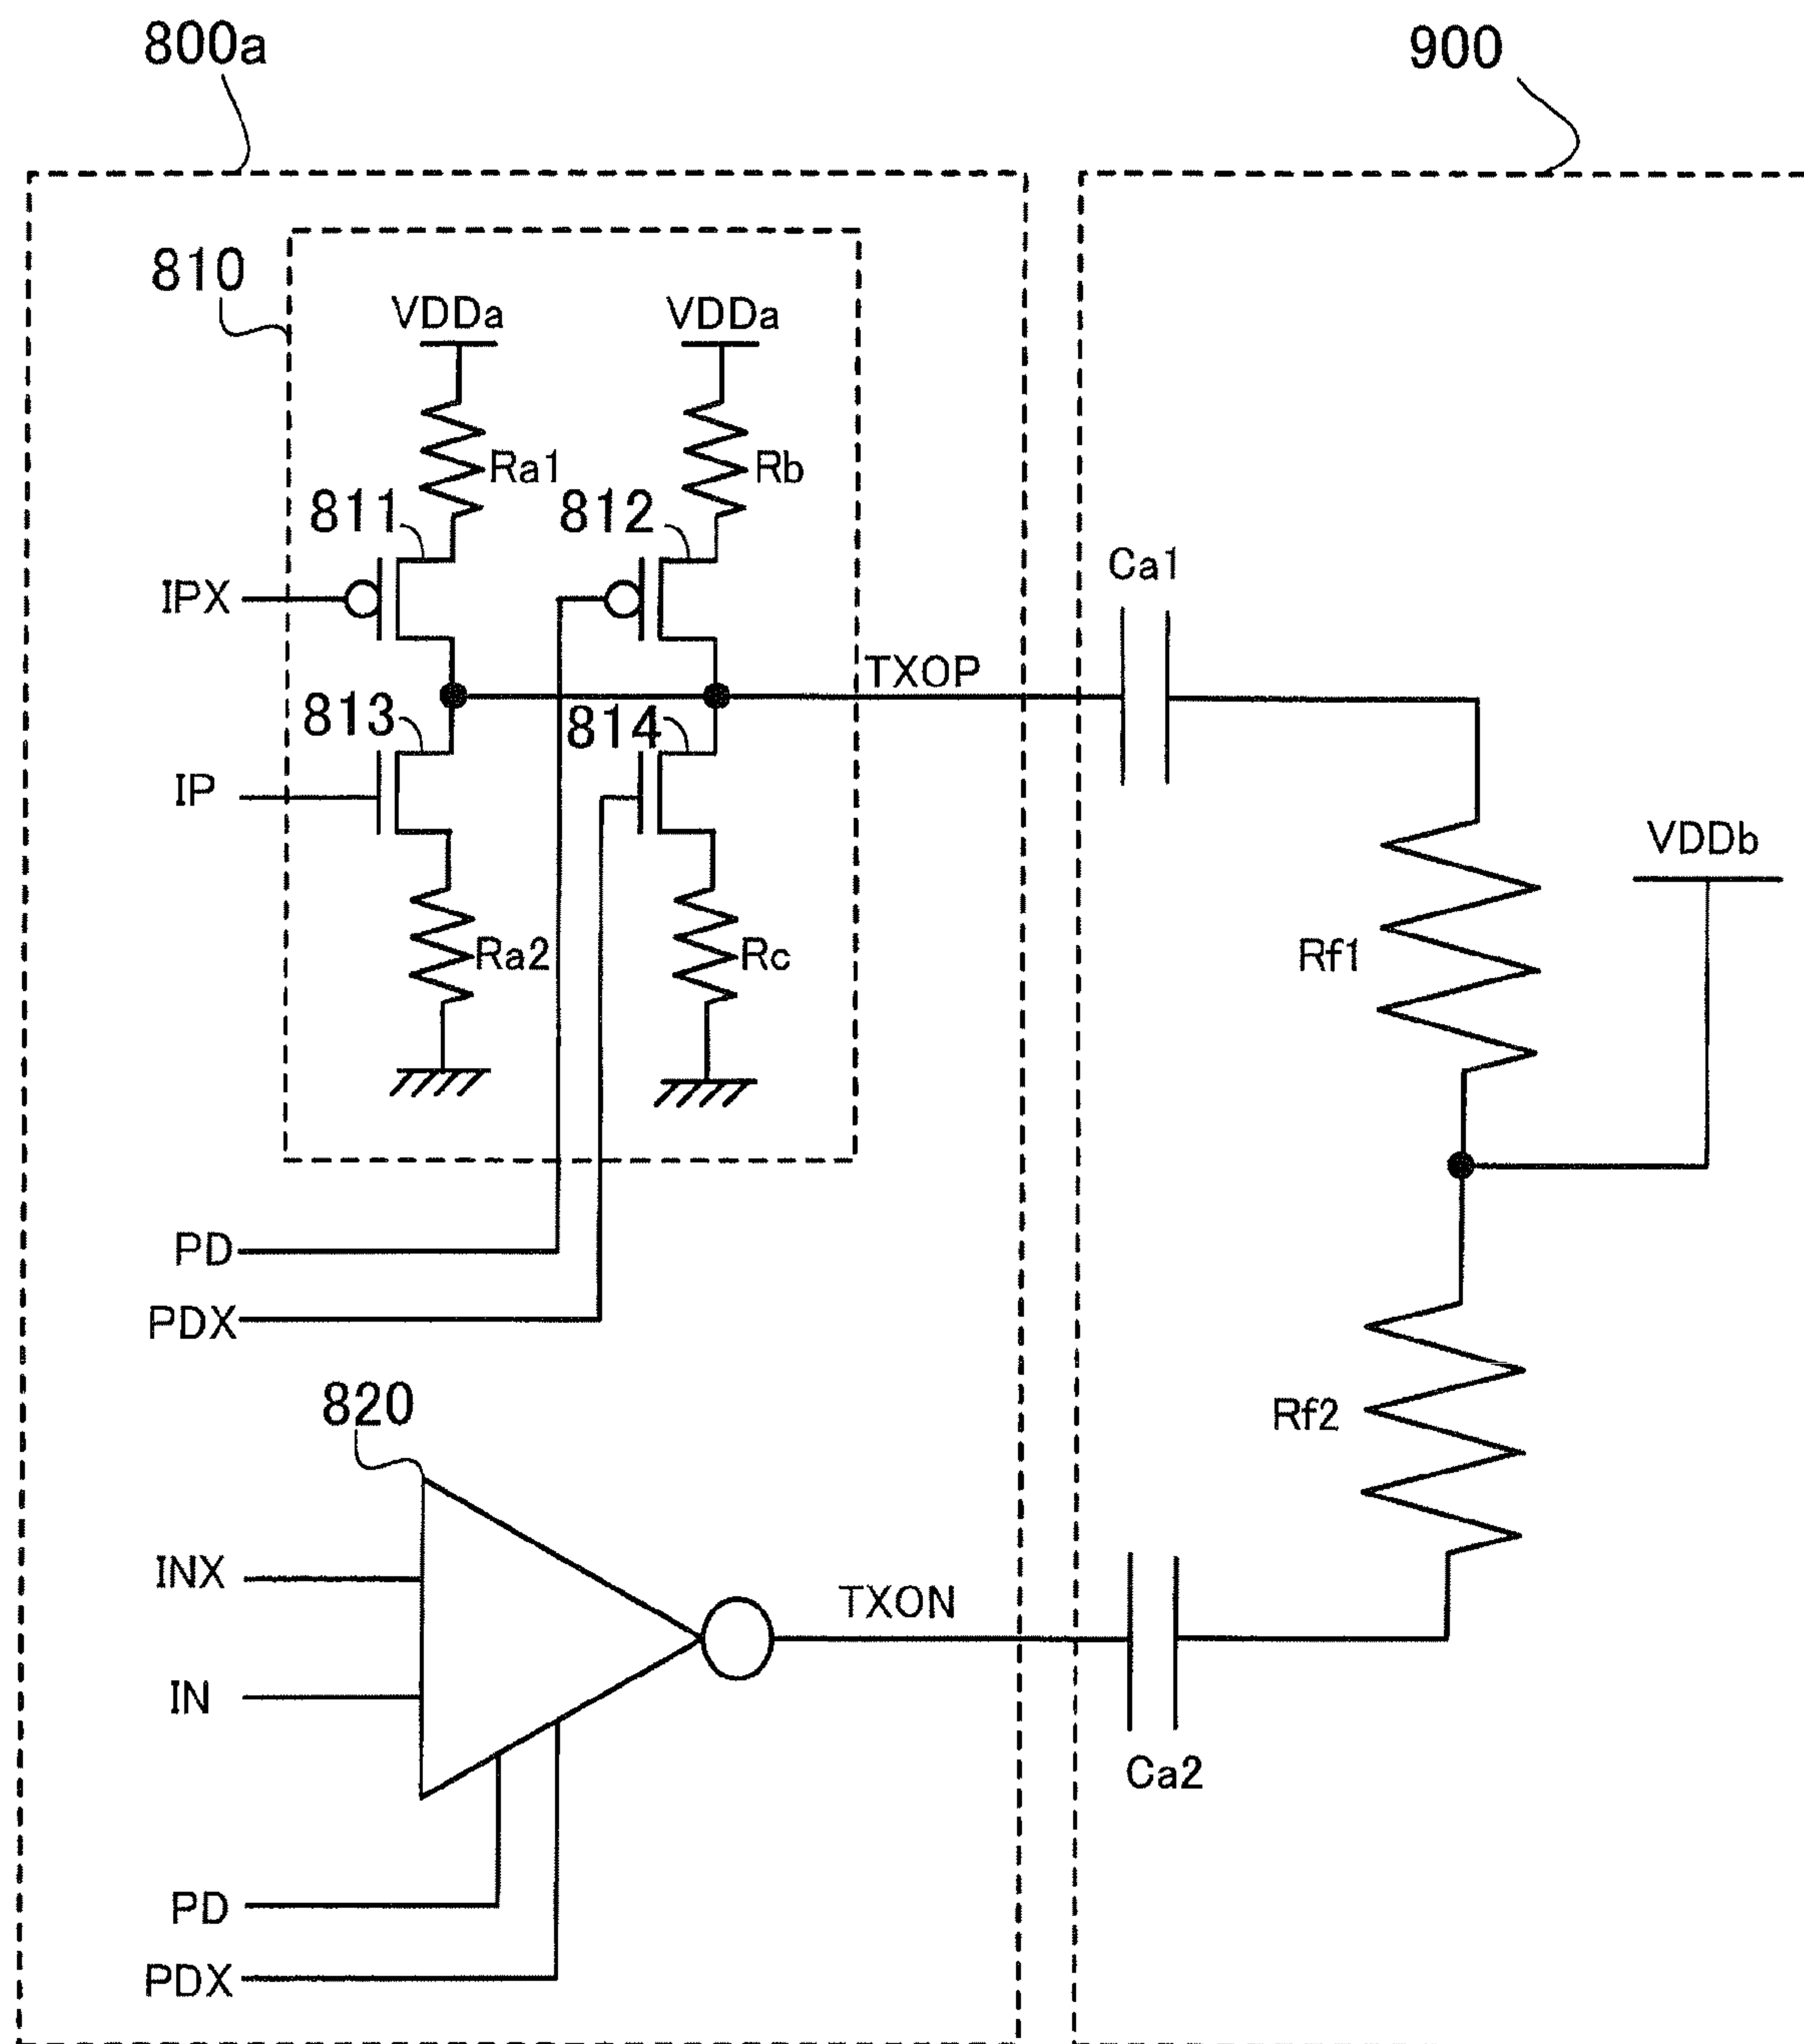 800a
900
810
VDDa
VDDa
Ra1
Rb
811
812
IPX
Ca1
TXOP
813
814
IP
VDDb
Ra2
Rc
Rf1
PD
PDX
820
Rf2
INX
TXON
IN
Ca2
PD
PDX